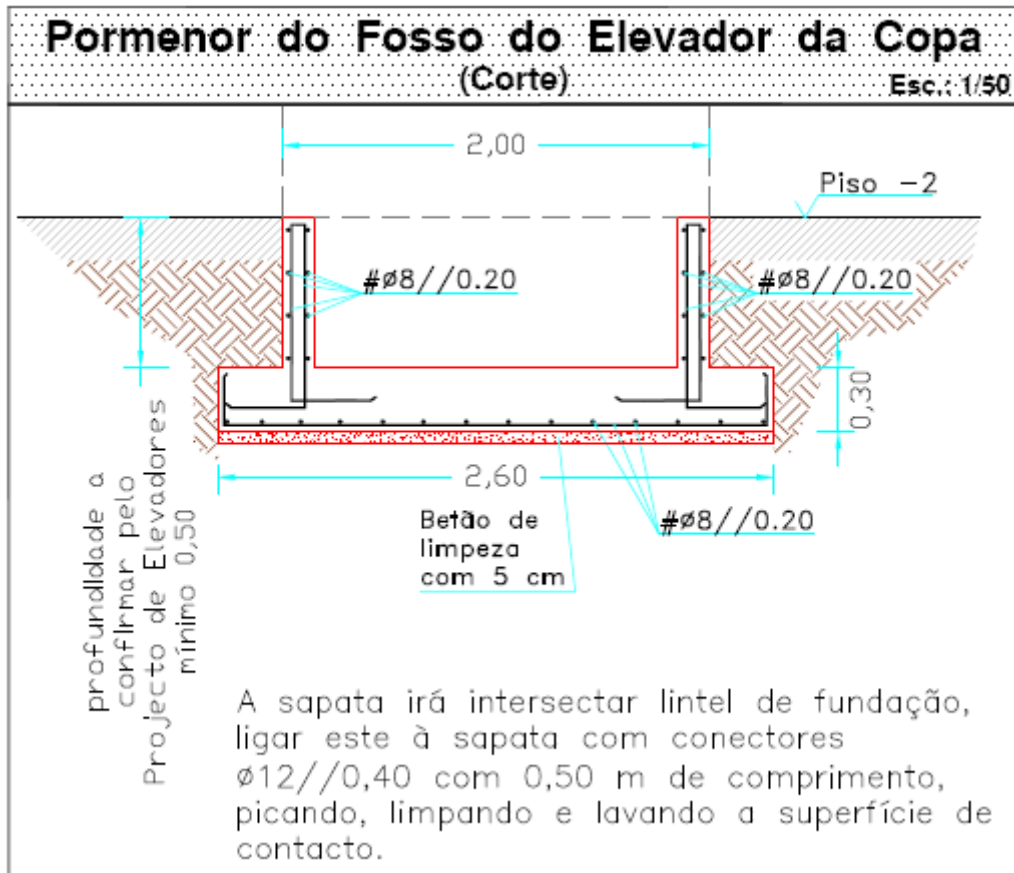 Pormenor do Fosso do Elevador da Copa
(Corte)
Esc.: 1/50
2,00
Piso -2
#ø8//0.20
#ø8//0.20
0,30
2,60
Betão de
limpeza
com 5 cm
#ø8//0.20
profundidade a
confirmar pelo
Projecto de Elevadores
mínimo 0,50
A sapata irá intersectar lintel de fundação,
ligar este à sapata com conectores
ø12//0,40 com 0,50 m de comprimento,
picando, limpando e lavando a superfície de
contacto.